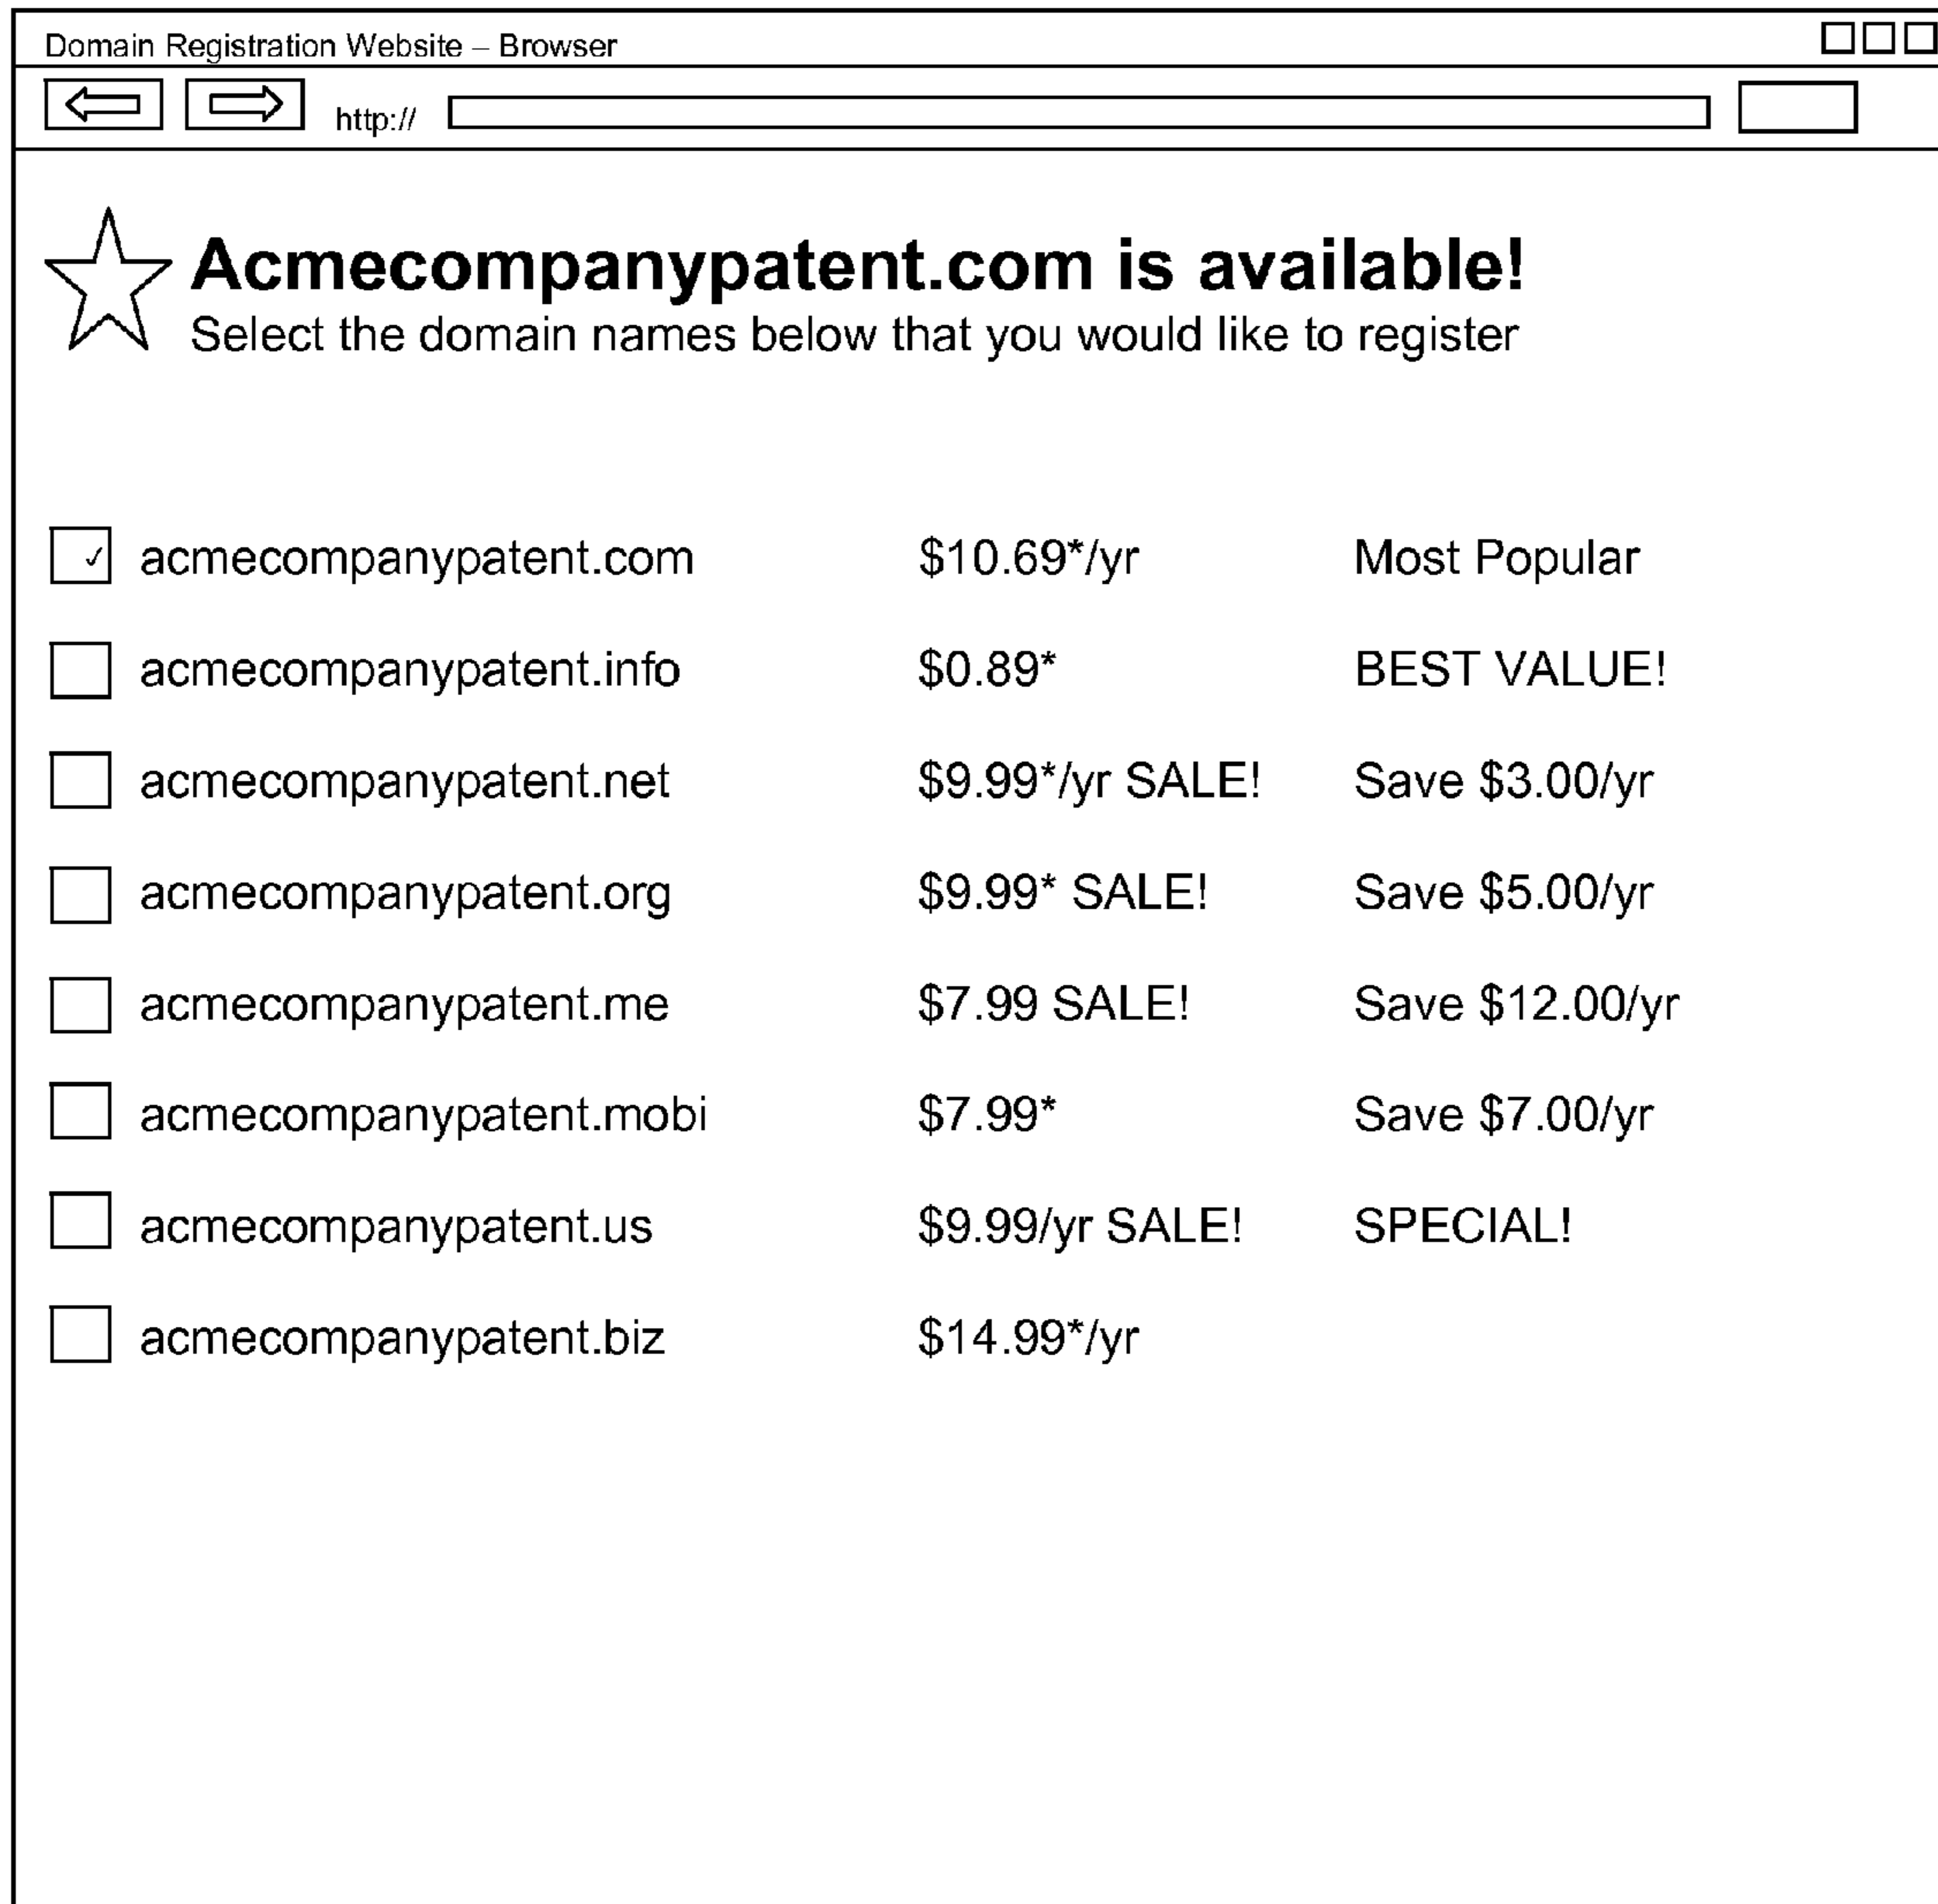 Domain Registration Website – Browser
http://
Acmecompanypatent.com is available!
Select the domain names below that you would like to register
✓ acmecompanypatent.com $10.69*/yr Most Popular
acmecompanypatent.info $0.89* BEST VALUE!
acmecompanypatent.net $9.99*/yr SALE! Save $3.00/yr
acmecompanypatent.org $9.99* SALE! Save $5.00/yr
acmecompanypatent.me $7.99 SALE! Save $12.00/yr
acmecompanypatent.mobi $7.99* Save $7.00/yr
acmecompanypatent.us $9.99/yr SALE! SPECIAL!
acmecompanypatent.biz $14.99*/yr